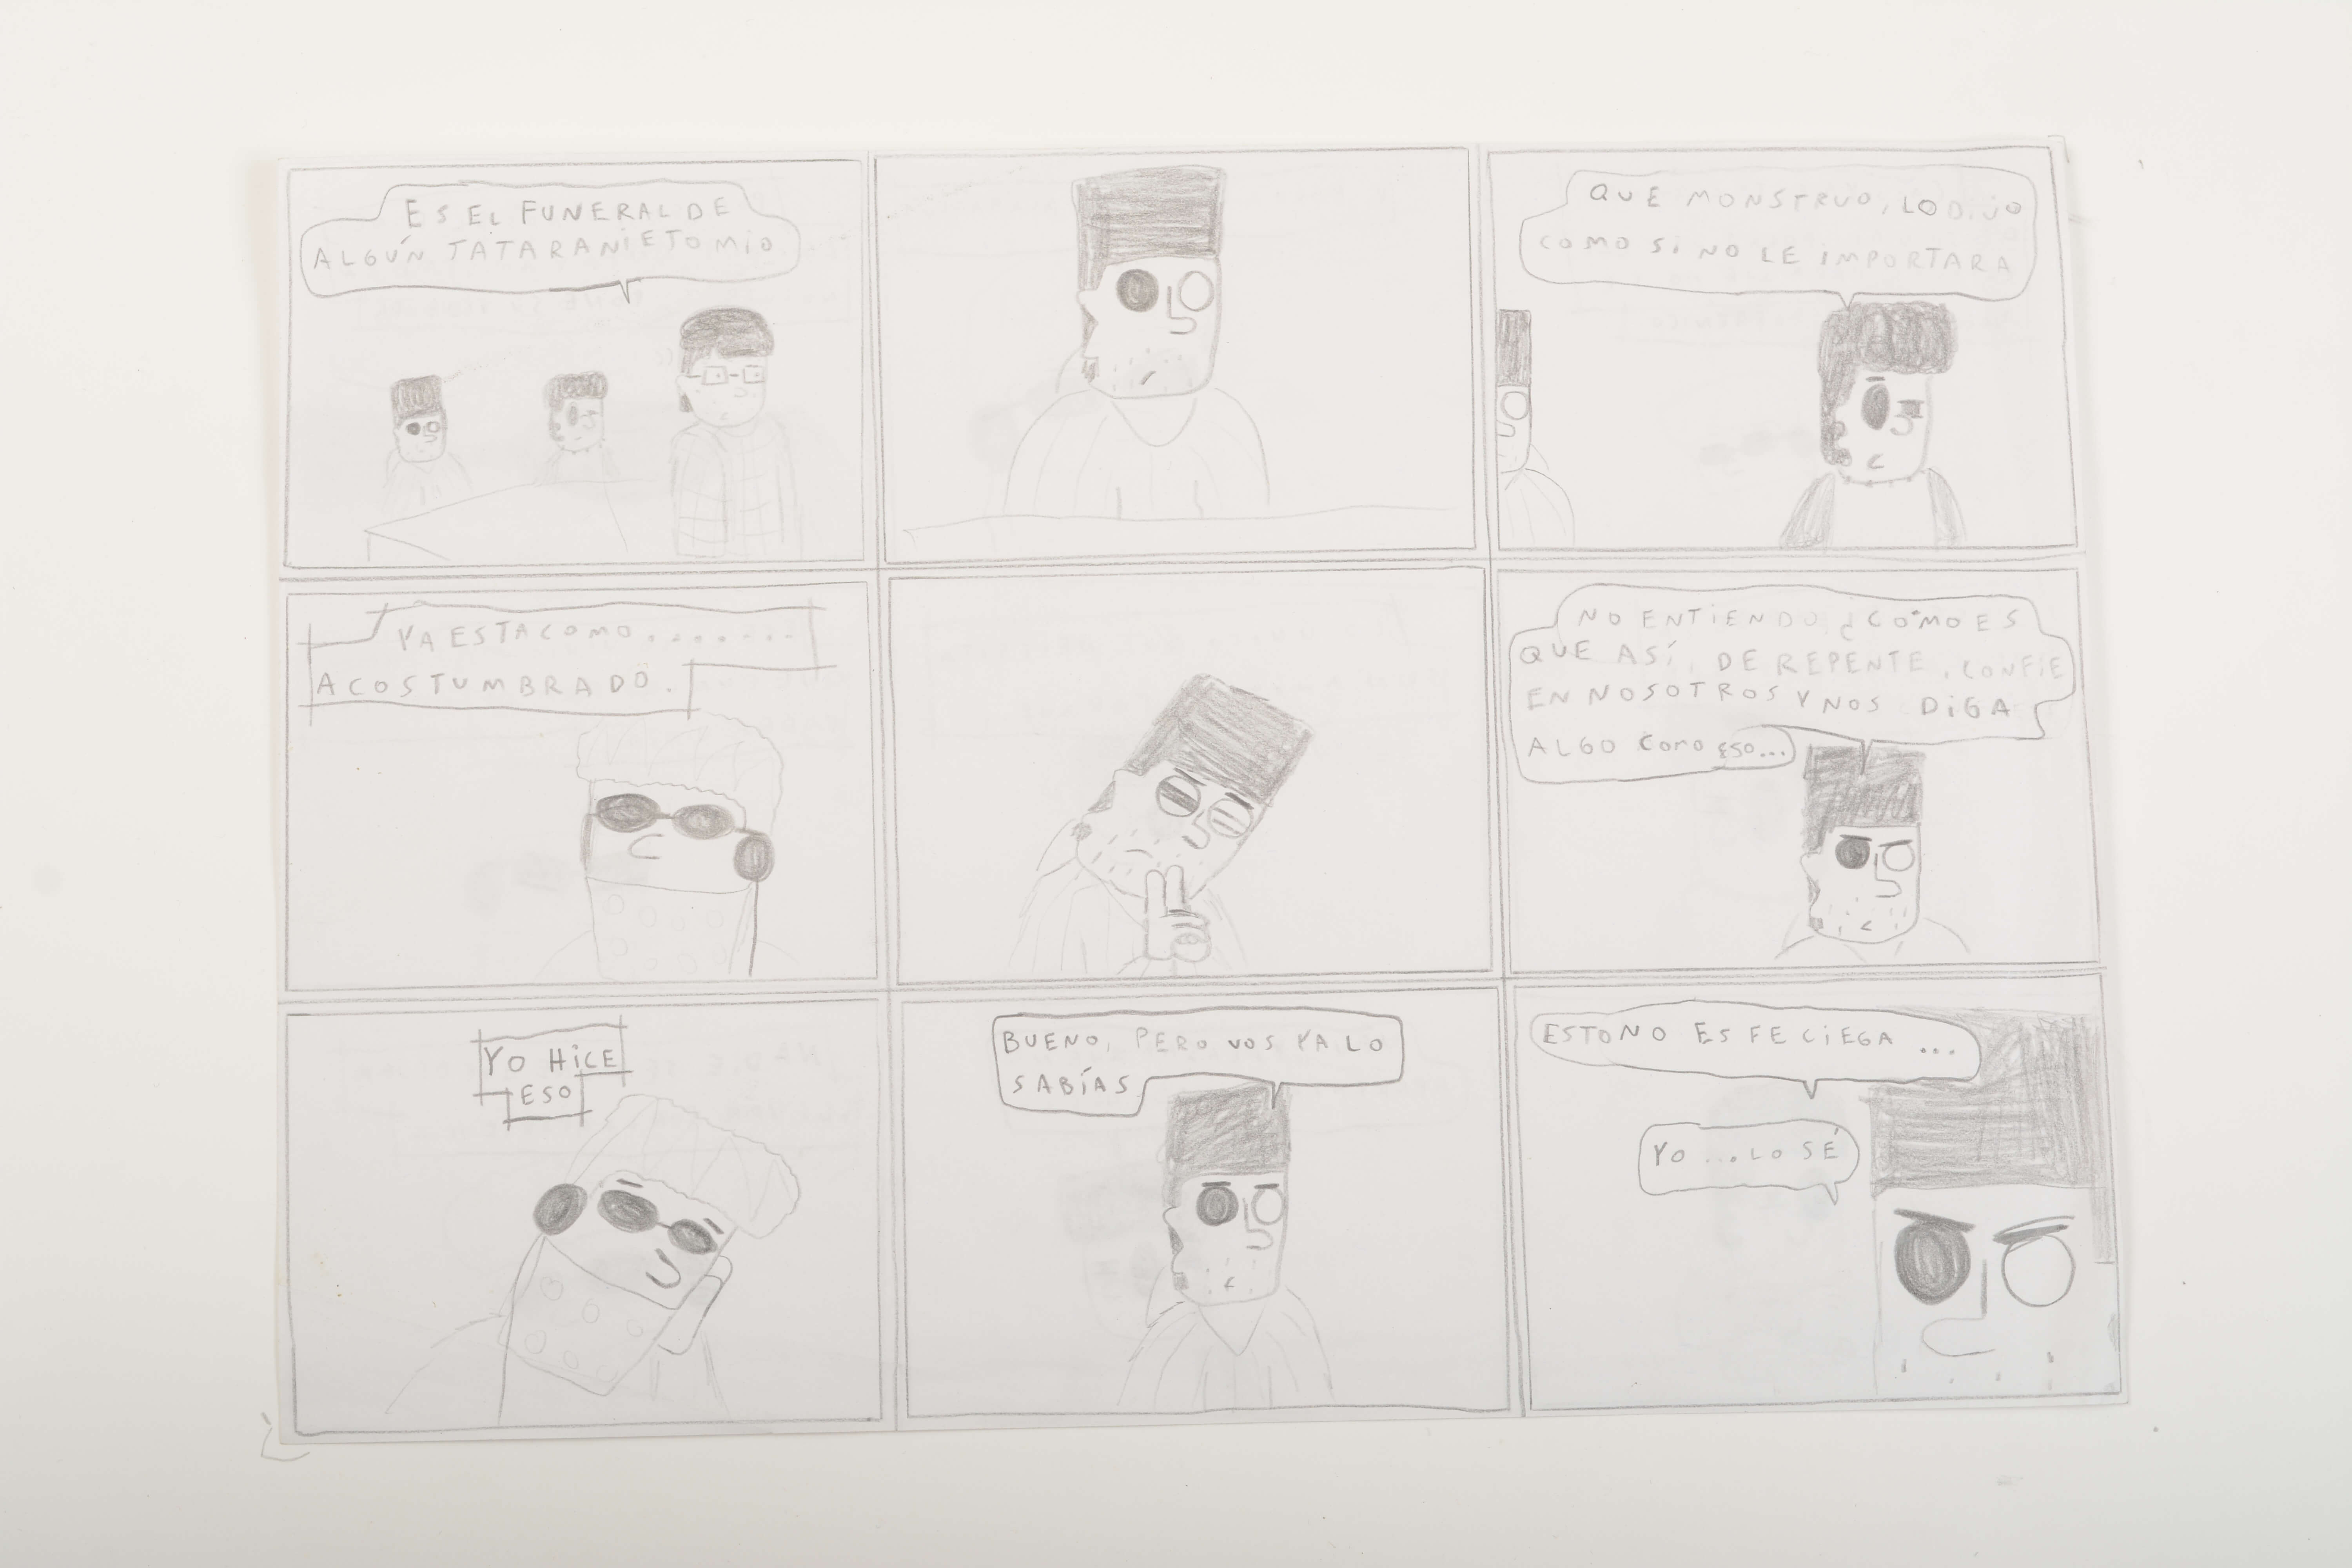 ES EL FUNERAL DE
ALGÚN TATARANIETO MIO
QUE MONSTRUO, LO DIJO
COMO SI NO LE IMPORTARA
YA ESTA COMO........
ACOSTUMBRADO.
NO ENTIENDO ¿COMO ES
QUE ASÍ, DE REPENTE, CONFIE
EN NOSOTROS Y NOS DIGA
ALGO COMO ESO...
YO HICE
ESO
BUENO, PERO VOS YA LO
SABÍAS
ESTO NO ES FE CIEGA ...
YO ... LO SÉ